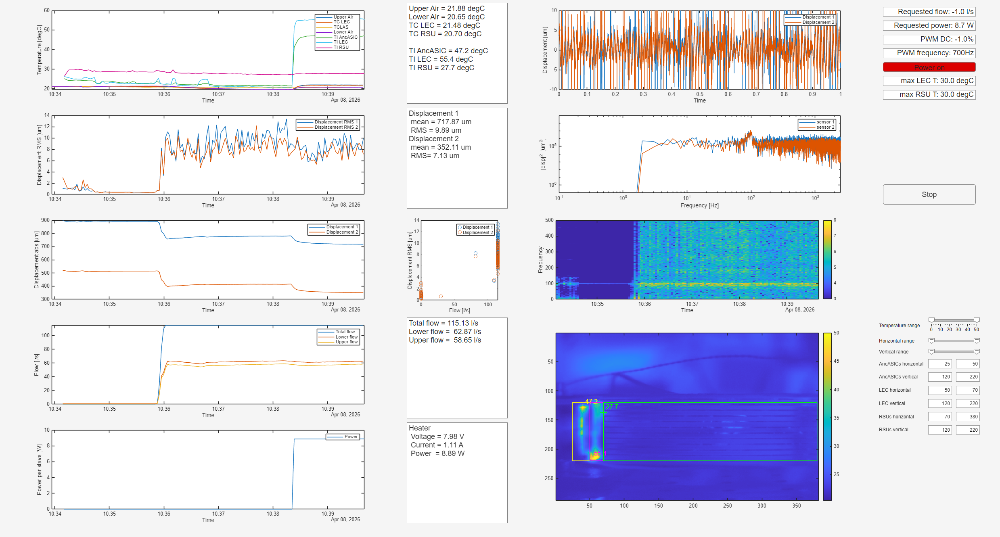 60
50
40
30
20
Temperature [degC]
Upper Air
TC LEC
TCLAS
Lower Air
TI AncASIC
TI LEC
TI RSU
10:34
10:35
10:36
10:37
10:38
10:39
Time
Apr 08, 2026
Upper Air = 21.88 degC
Lower Air = 20.65 degC
TC LEC = 21.48 degC
TC RSU = 20.70 degC
TI AncASIC = 47.2 degC
TI LEC = 55.4 degC
TI RSU = 27.7 degC
10
5
0
-5
-10
Displacement [um]
Displacement 1
Displacement 2
0
0.1
0.2
0.3
0.4
0.5
0.6
0.7
0.8
0.9
1
Time
Requested flow: -1.0 l/s
Requested power: 8.7 W
PWM DC: -1.0%
PWM frequency: 700Hz
Power on
max LEC T: 30.0 degC
max RSU T: 30.0 degC
14
12
10
8
6
4
2
0
Displacement RMS [um]
Displacement RMS 1
Displacement RMS 2
10:34
10:35
10:36
10:37
10:38
10:39
Time
Apr 08, 2026
Displacement 1
mean = 717.87 um
RMS = 9.89 um
Displacement 2
mean = 352.11 um
RMS= 7.13 um
10^5
10^0
|disp|^2 [um^2]
sensor 1
sensor 2
10^-1
10^0
10^1
10^2
10^3
Frequency [Hz]
Stop
900
800
700
600
500
400
300
Displacement abs [um]
Displacement 1
Displacement 2
10:34
10:35
10:36
10:37
10:38
10:39
Time
Apr 08, 2026
14
12
10
8
6
4
2
0
Displacement RMS [um]
Displacement 1
Displacement 2
0
50
100
Flow [l/s]
500
400
300
200
100
0
Frequency
10:35
10:36
10:37
10:38
10:39
Time
Apr 08, 2026
8
7
6
5
4
3
100
80
60
40
20
0
Flow [l/s]
Total flow
Lower flow
Upper flow
10:34
10:35
10:36
10:37
10:38
10:39
Time
Apr 08, 2026
Total flow = 115.13 l/s
Lower flow = 62.87 l/s
Upper flow = 58.65 l/s
50
100
150
200
250
47.2
27.7
55.4
50
100
150
200
250
300
350
50
45
40
35
30
25
Temperature range
0 10 20 30 40 50
Horizontal range
Vertical range
AncASICs horizontal 25 50
AncASICs vertical 120 220
LEC horizontal 50 70
LEC vertical 120 220
RSUs horizontal 70 380
RSUs vertical 120 220
10
8
6
4
2
0
Power per stave [W]
Power
10:34
10:35
10:36
10:37
10:38
10:39
Time
Apr 08, 2026
Heater
Voltage = 7.98 V
Current = 1.11 A
Power = 8.89 W